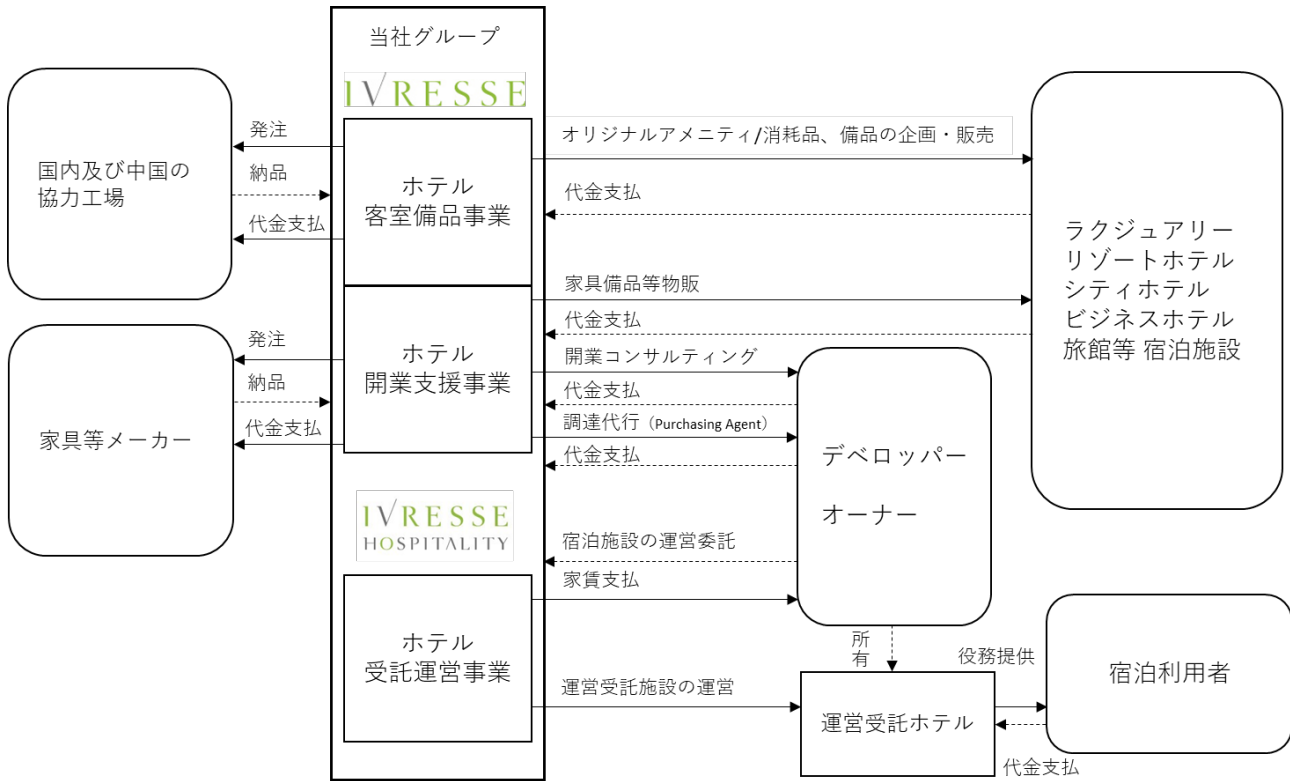 当社グループ
IVRESSE
国内及び中国の
協力工場
発注
納品
代金支払
ホテル
客室備品事業
オリジナルアメニティ/消耗品、備品の企画・販売
代金支払
ラクジュアリー
リゾートホテル
シティホテル
ビジネスホテル
旅館等 宿泊施設
家具等メーカー
発注
納品
代金支払
ホテル
開業支援事業
家具備品等物販
代金支払
開業コンサルティング
代金支払
調達代行（Purchasing Agent）
代金支払
デベロッパー
オーナー
IVRESSE
HOSPITALITY
宿泊施設の運営委託
家賃支払
ホテル
受託運営事業
運営受託施設の運営
所有
運営受託ホテル
役務提供
代金支払
宿泊利用者